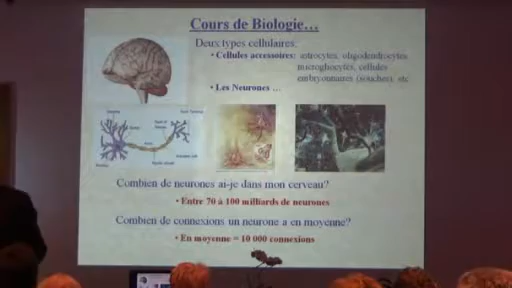 Cours de Biologie…
Deux types cellulaires:
• Cellules accessoires: astrocytes, oligodendrocytes
microgliocytes, cellules
embryonnaires (souches), etc
• Les Neurones …
Combien de neurones ai-je dans mon cerveau?
• Entre 70 à 100 milliards de neurones
Combien de connexions un neurone a en moyenne?
• En moyenne = 10 000 connexions